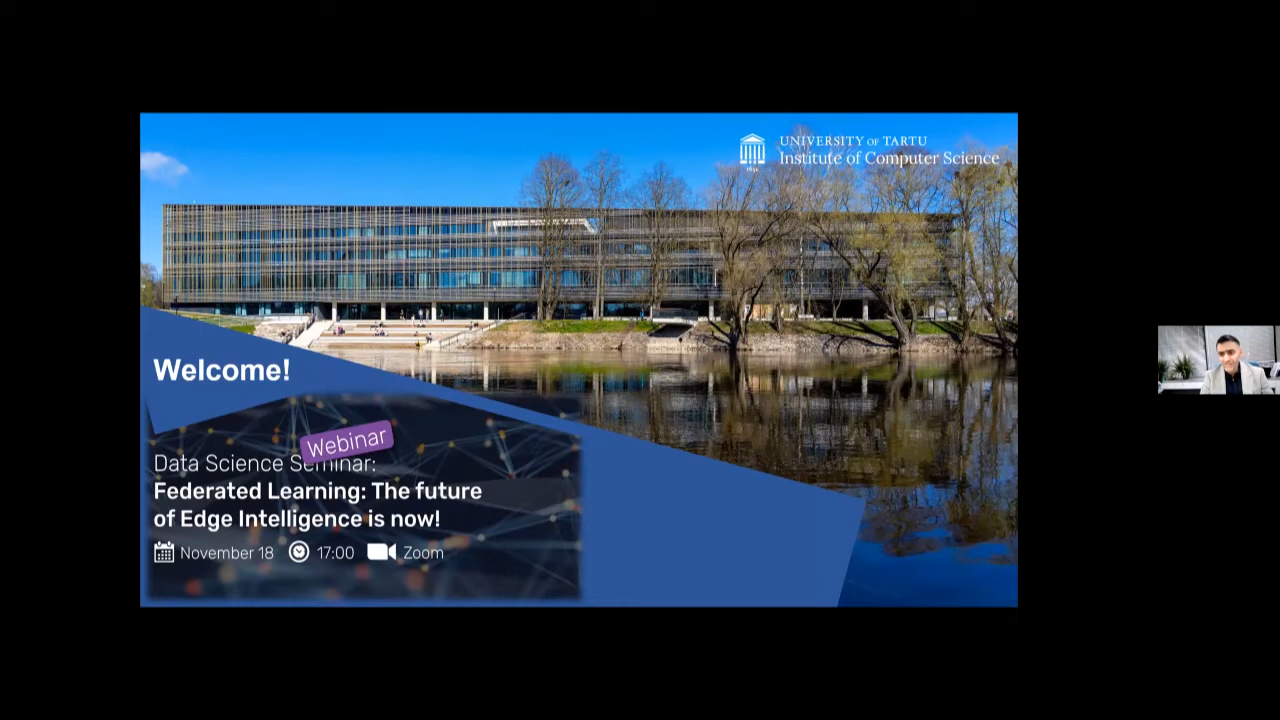 UNIVERSITY OF TARTU
Institute of Computer Science
1632
Welcome!
Webinar
Data Science Seminar:
Federated Learning: The future
of Edge Intelligence is now!
November 18 17:00 Zoom